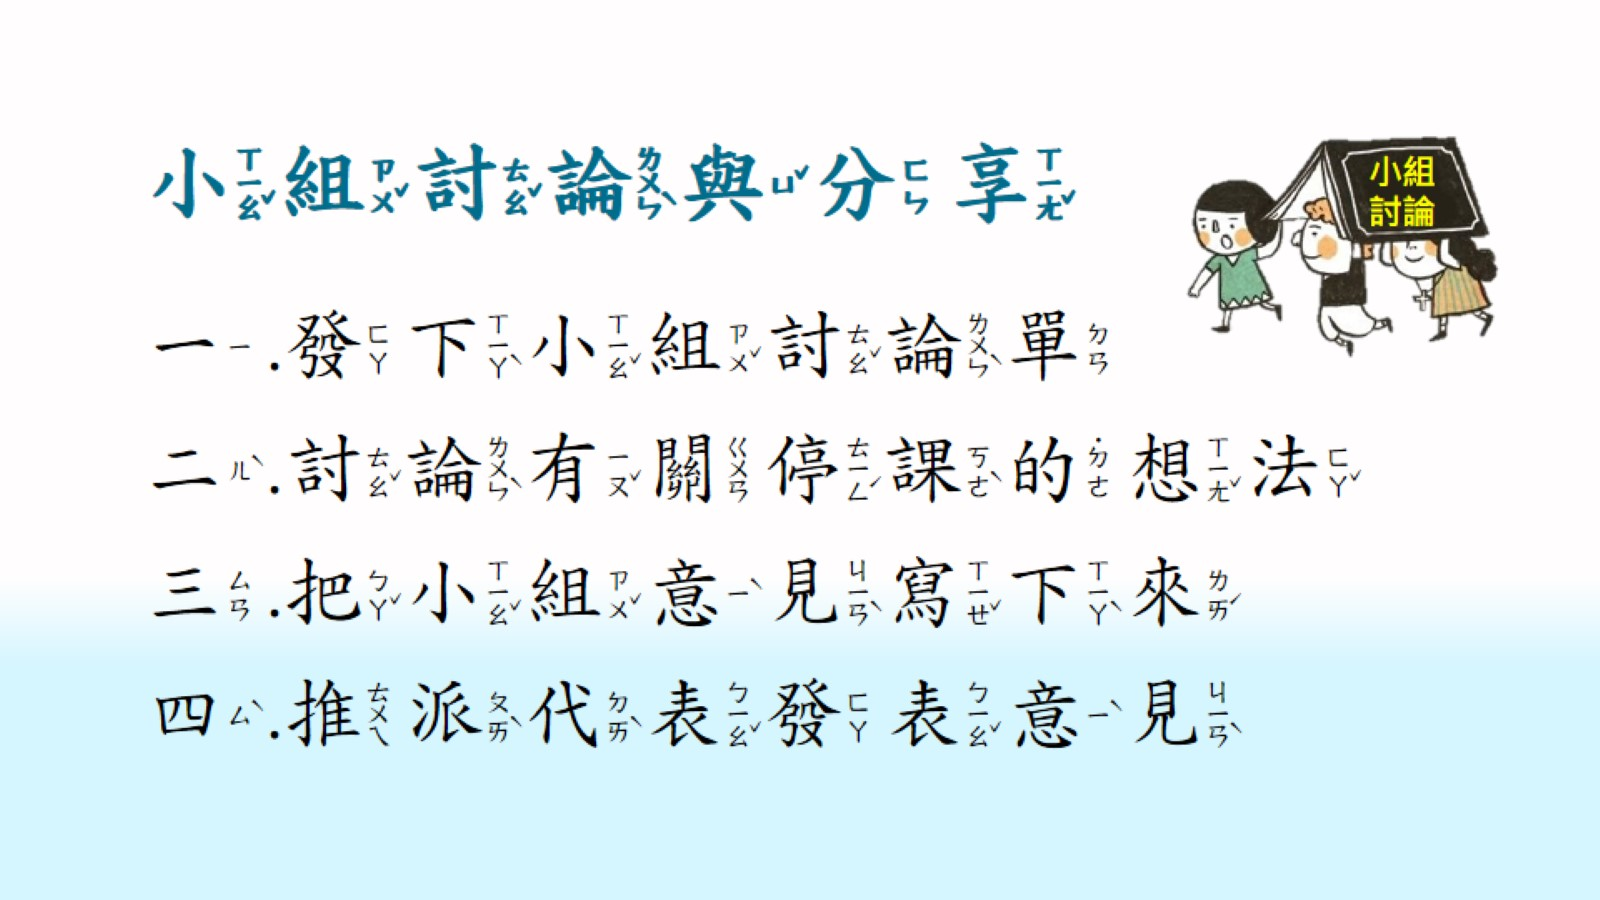 小組討論與分享
小組
討論
一.發下小組討論單
二.討論有關停課的想法
三.把小組意見寫下來
四.推派代表發表意見